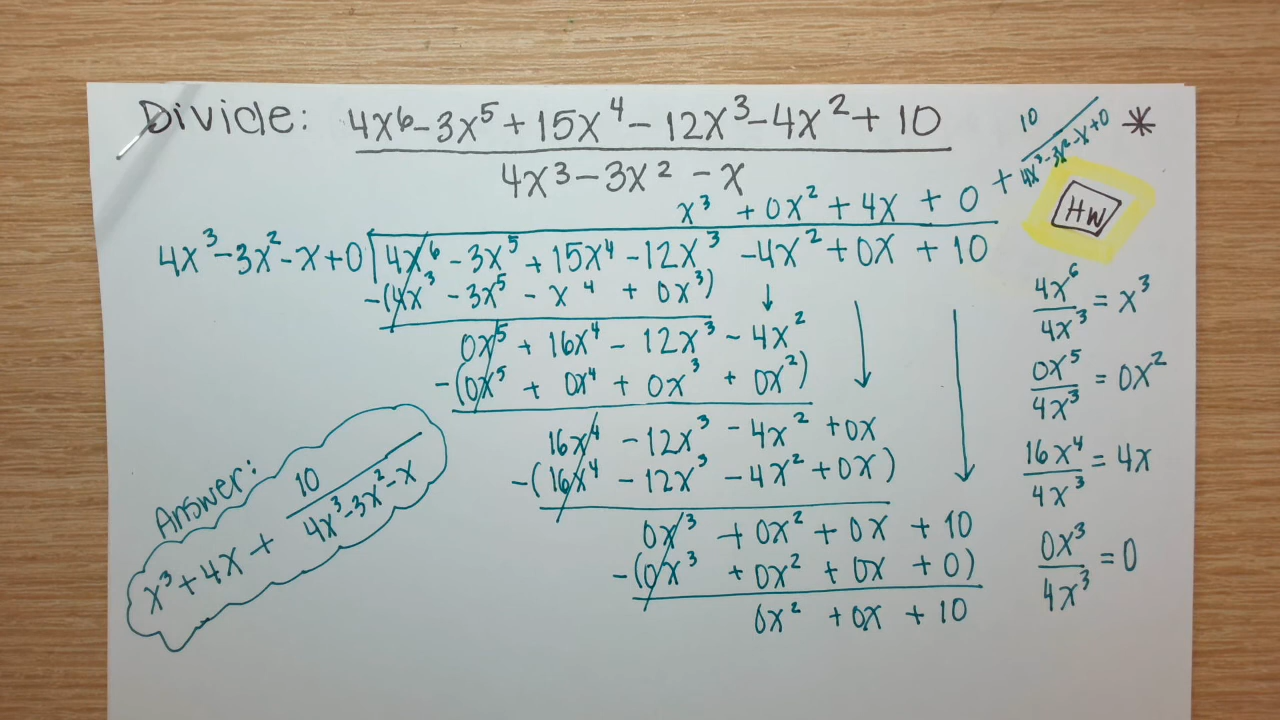 Divide: 4x⁶ - 3x⁵ + 15x⁴ - 12x³ - 4x² + 10
4x³ - 3x² - x
*
HW
x³ + 0x² + 4x + 0 + 10/(4x³-3x²-x+0)
4x³-3x²-x+0 4x⁶ - 3x⁵ + 15x⁴ - 12x³ - 4x² + 0x + 10
-(4x³ - 3x⁵ - x⁴ + 0x³)
0x⁵ + 16x⁴ - 12x³ - 4x²
-(0x⁵ + 0x⁴ + 0x³ + 0x²)
16x⁴ - 12x³ - 4x² + 0x
-(16x⁴ - 12x³ - 4x² + 0x)
0x³ + 0x² + 0x + 10
-(0x³ + 0x² + 0x + 0)
0x² + 0x + 10
4x⁶/4x³ = x³
0x⁵/4x³ = 0x²
16x⁴/4x³ = 4x
0x³/4x³ = 0
Answer:
x³ + 4x + 10/(4x³-3x²-x)